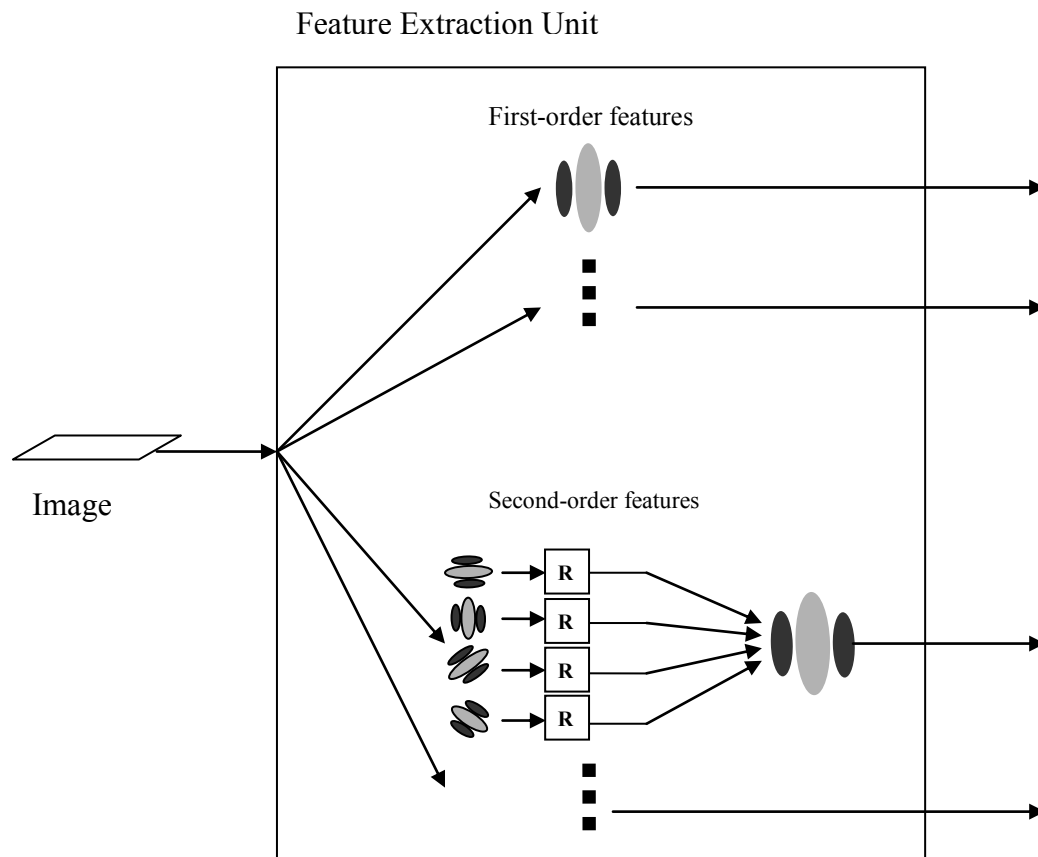 Feature Extraction Unit
First-order features
Image
Second-order features
R
R
R
R